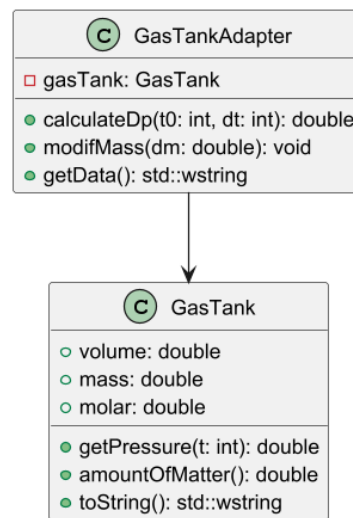 C GasTankAdapter
gasTank: GasTank
calculateDp(t0: int, dt: int): double
modifMass(dm: double): void
getData(): std::wstring
C GasTank
volume: double
mass: double
molar: double
getPressure(t: int): double
amountOfMatter(): double
toString(): std::wstring